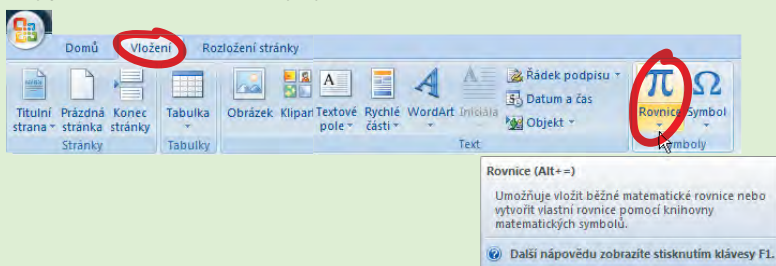 Domů Vložení Rozložení stránky
Titulní strana Prázdná stránka Konec stránky
Stránky
Tabulka
Tabulky
Obrázek Klipart
Textové pole Rychlé části WordArt Iniciála
Řádek podpisu
Datum a čas
Objekt
Text
π Ω
Rovnice Symbol
Symboly
Rovnice (Alt+=)
Umožňuje vložit běžné matematické rovnice nebo
vytvořit vlastní rovnice pomocí knihovny
matematických symbolů.
Další nápovědu zobrazíte stisknutím klávesy F1.